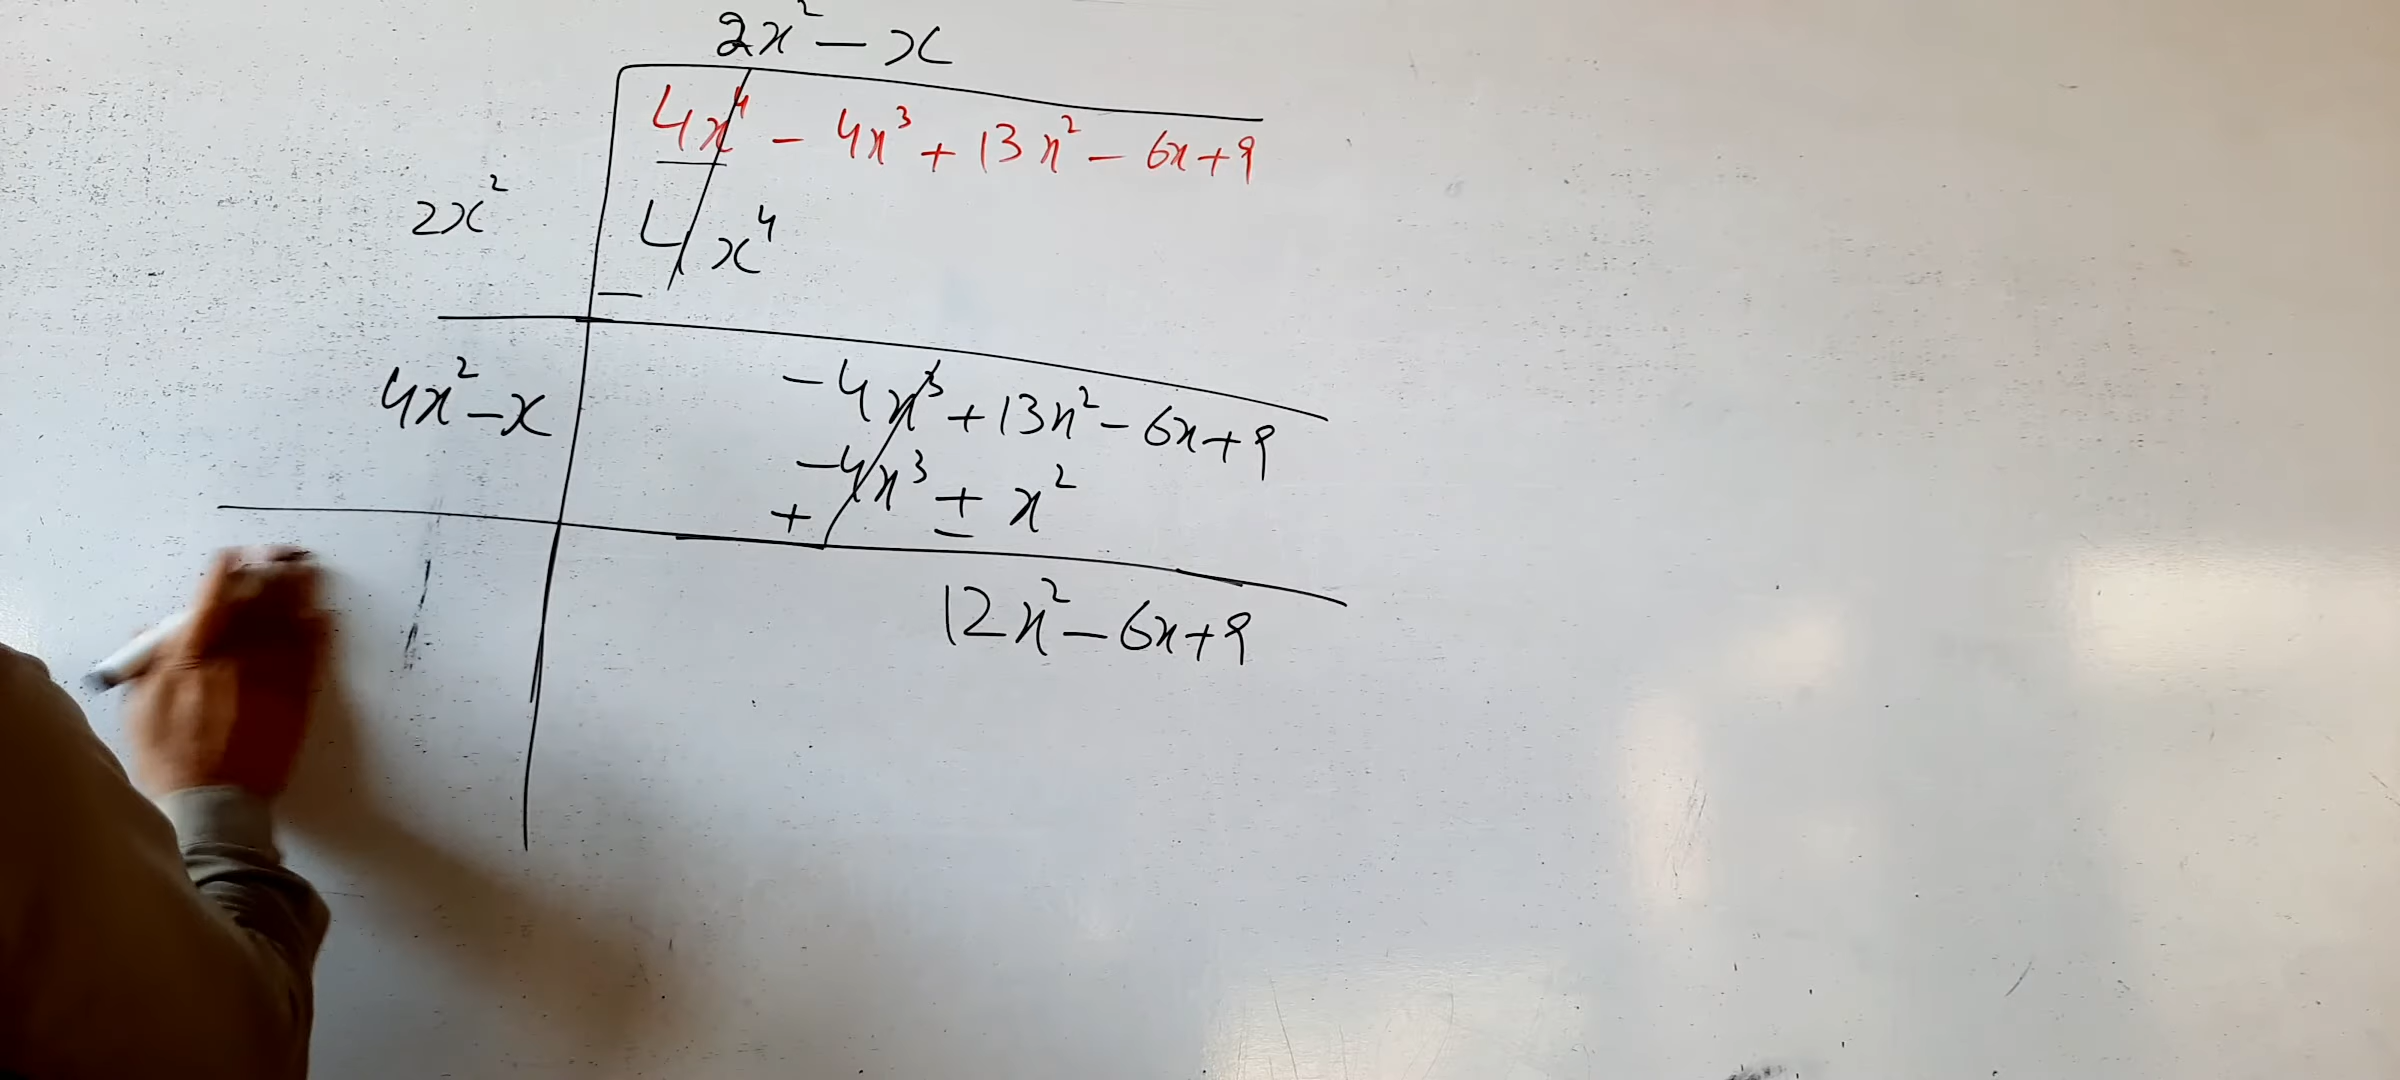 2x² - x
4x⁴ - 4x³ + 13x² - 6x + 9
2x²
4x⁴
-
4x² - x
-4x³ + 13x² - 6x + 9
-4x³ + x²
+ -
12x² - 6x + 9